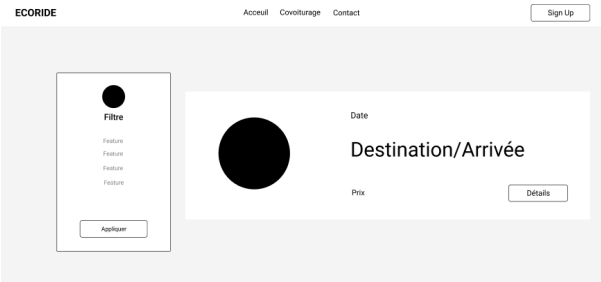 ECORIDE
Acceuil Covoiturage Contact
Sign Up
Filtre
Feature
Feature
Feature
Feature
Appliquer
Date
Destination/Arrivée
Prix
Détails